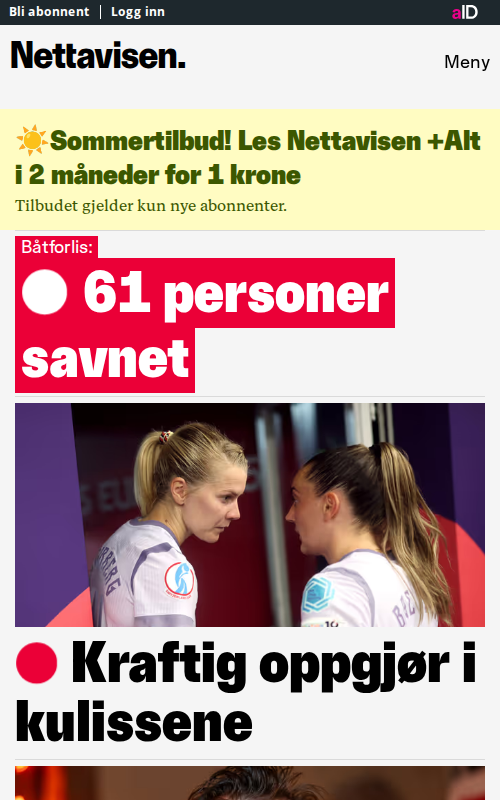 Bli abonnent
Logg inn
aID
Nettavisen.
Meny
☀️Sommertilbud! Les Nettavisen +Alt
i 2 måneder for 1 krone
Tilbudet gjelder kun nye abonnenter.
Båtforlis:
61 personer
savnet
Kraftig oppgjør i
kulissene